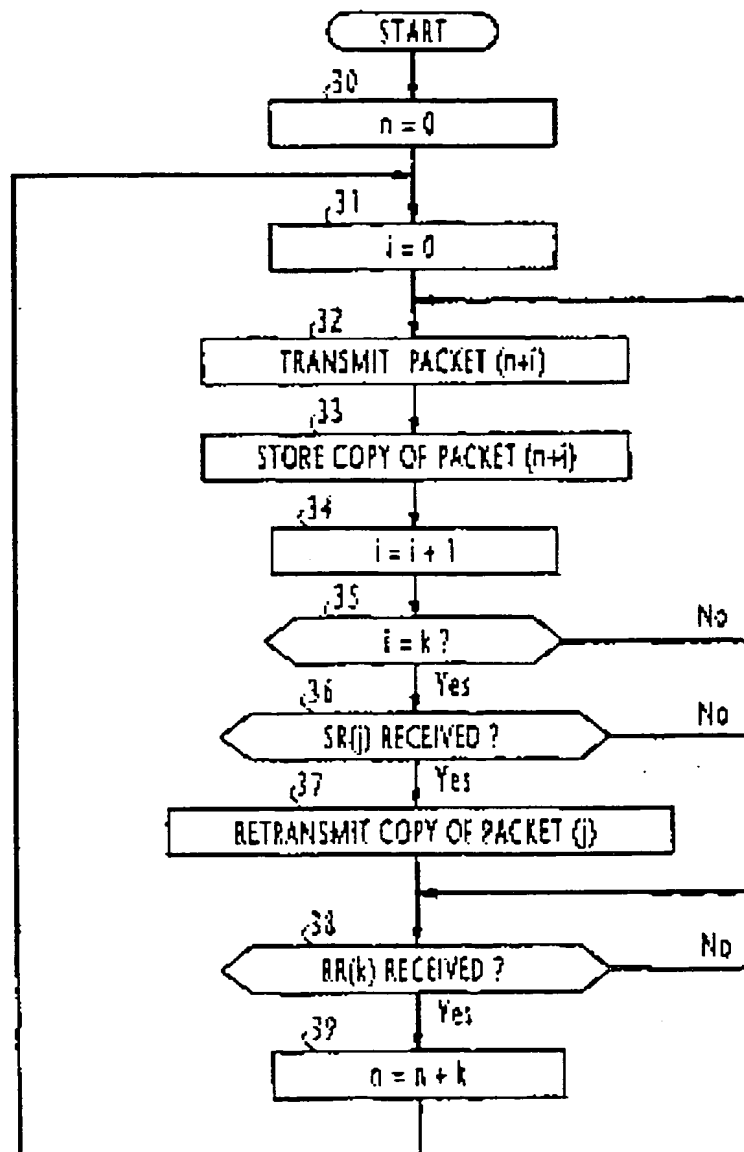 START
30
n = 0
31
i = 0
32
TRANSMIT PACKET (n+i)
33
STORE COPY OF PACKET (n+i)
34
i = i + 1
35
i = k ?
No
Yes
36
SR(j) RECEIVED ?
No
Yes
37
RETRANSMIT COPY OF PACKET (j)
38
RR(k) RECEIVED ?
No
Yes
39
n = n + k